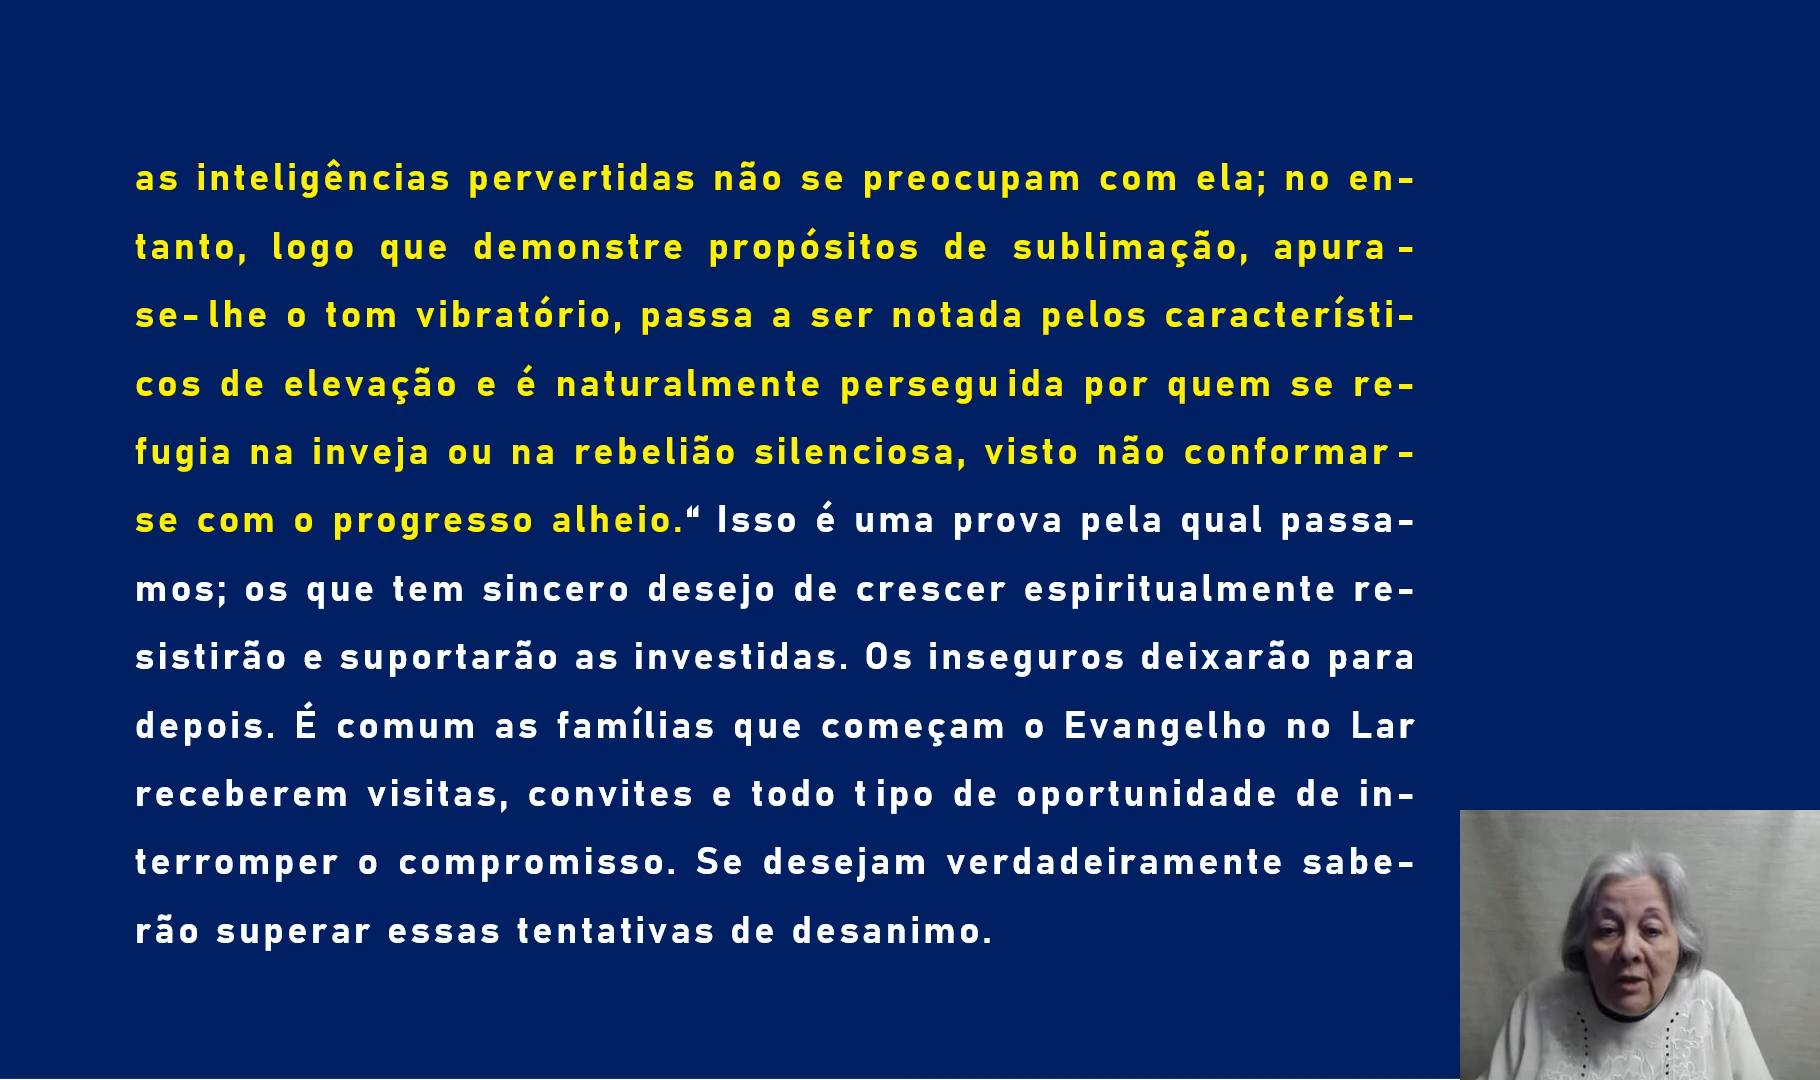 as inteligências pervertidas não se preocupam com ela; no en-
tanto, logo que demonstre propósitos de sublimação, apura-
se-lhe o tom vibratório, passa a ser notada pelos característi-
cos de elevação e é naturalmente perseguida por quem se re-
fugia na inveja ou na rebelião silenciosa, visto não conformar-
se com o progresso alheio.“ Isso é uma prova pela qual passa-
mos; os que tem sincero desejo de crescer espiritualmente re-
sistirão e suportarão as investidas. Os inseguros deixarão para
depois. É comum as famílias que começam o Evangelho no Lar
receberem visitas, convites e todo tipo de oportunidade de in-
terromper o compromisso. Se desejam verdadeiramente sabe-
rão superar essas tentativas de desanimo.